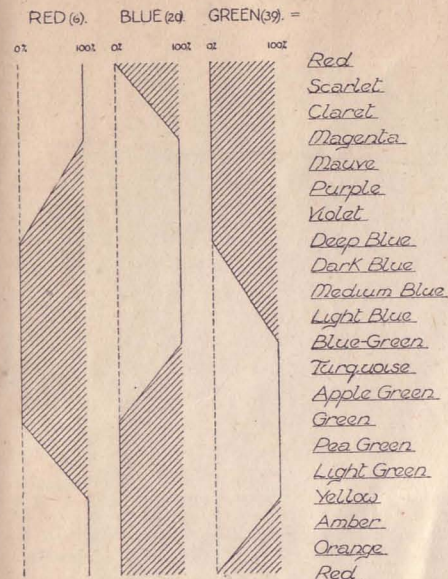 RED (6). BLUE (20). GREEN (39). =
0% 100% 0% 100% 0% 100%
Red
Scarlet
Claret
Magenta
Mauve
Purple
Violet
Deep Blue
Dark Blue
Medium Blue
Light Blue
Blue-Green
Turquoise
Apple Green
Green
Pea Green
Light Green
Yellow
Amber
Orange
Red